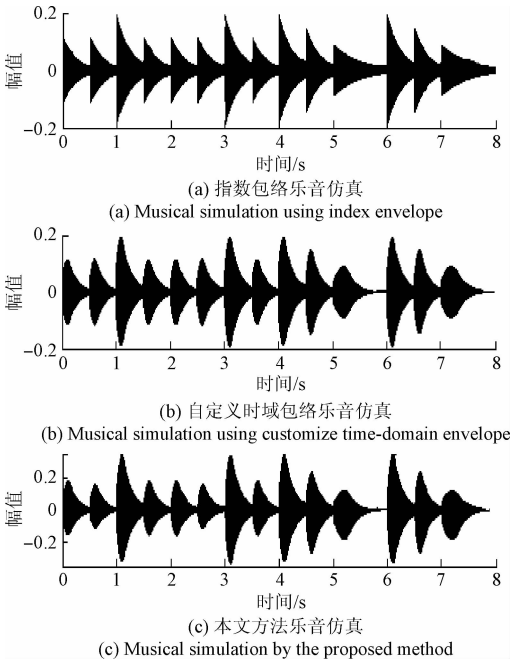 0.2
幅值
0
−0.2
0 1 2 3 4 5 6 7 8
时间/s
(a) 指数包络乐音仿真
(a) Musical simulation using index envelope
0.2
幅值
0
−0.2
0 1 2 3 4 5 6 7 8
时间/s
(b) 自定义时域包络乐音仿真
(b) Musical simulation using customize time-domain envelope
0.2
幅值
0
−0.2
0 1 2 3 4 5 6 7 8
时间/s
(c) 本文方法乐音仿真
(c) Musical simulation by the proposed method